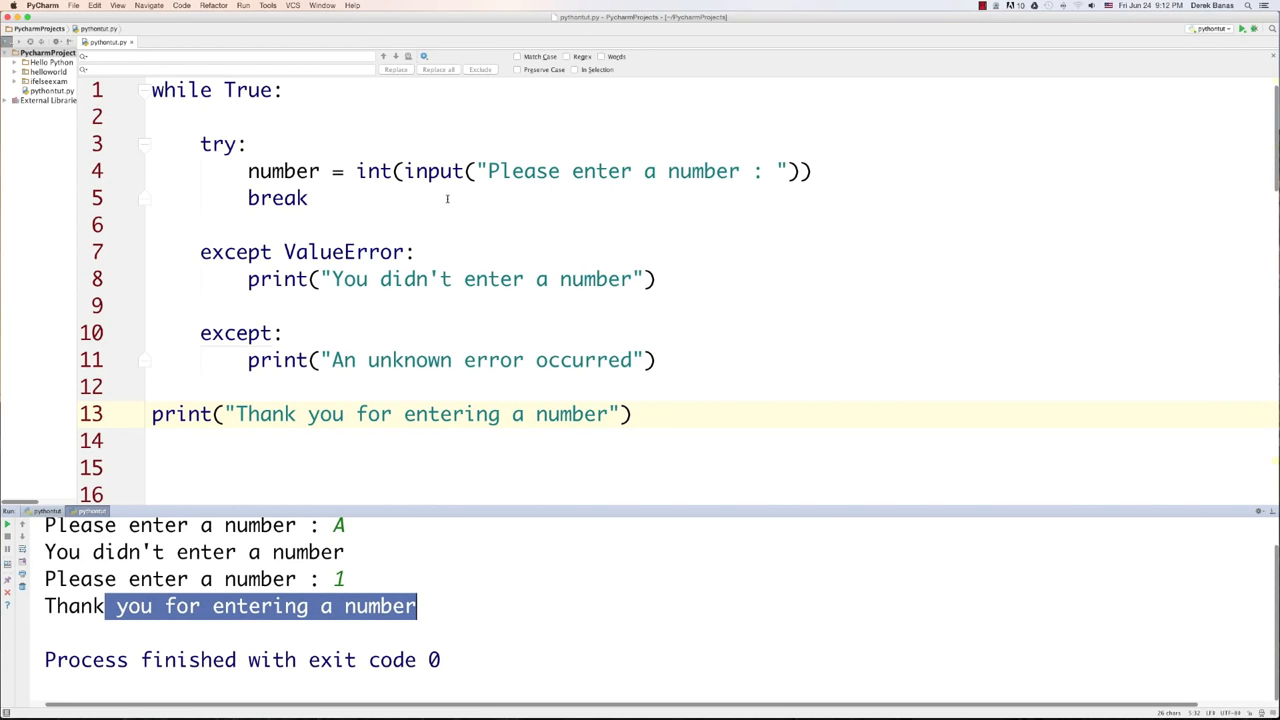 PyCharm File Edit View Navigate Code Refactor Run Tools VCS Window Help Fri Jun 24 9:12 PM Derek Banas
pythontut.py - PycharmProjects - [~/PycharmProjects]
PycharmProjects pythontut.py pythontut
pythontut.py
PycharmProject
Hello Python
helloworld
ifelseexam
pythontut.py
External Librarie
Match Case Regex Words
Replace Replace all Exclude Preserve Case In Selection
1 while True:
2
3 try:
4 number = int(input("Please enter a number : "))
5 break
6
7 except ValueError:
8 print("You didn't enter a number")
9
10 except:
11 print("An unknown error occurred")
12
13 print("Thank you for entering a number")
14
15
16
Run: pythontut pythontut
Please enter a number : A
You didn't enter a number
Please enter a number : 1
Thank you for entering a number
Process finished with exit code 0
26 chars 5:32 LF÷ UTF-8÷